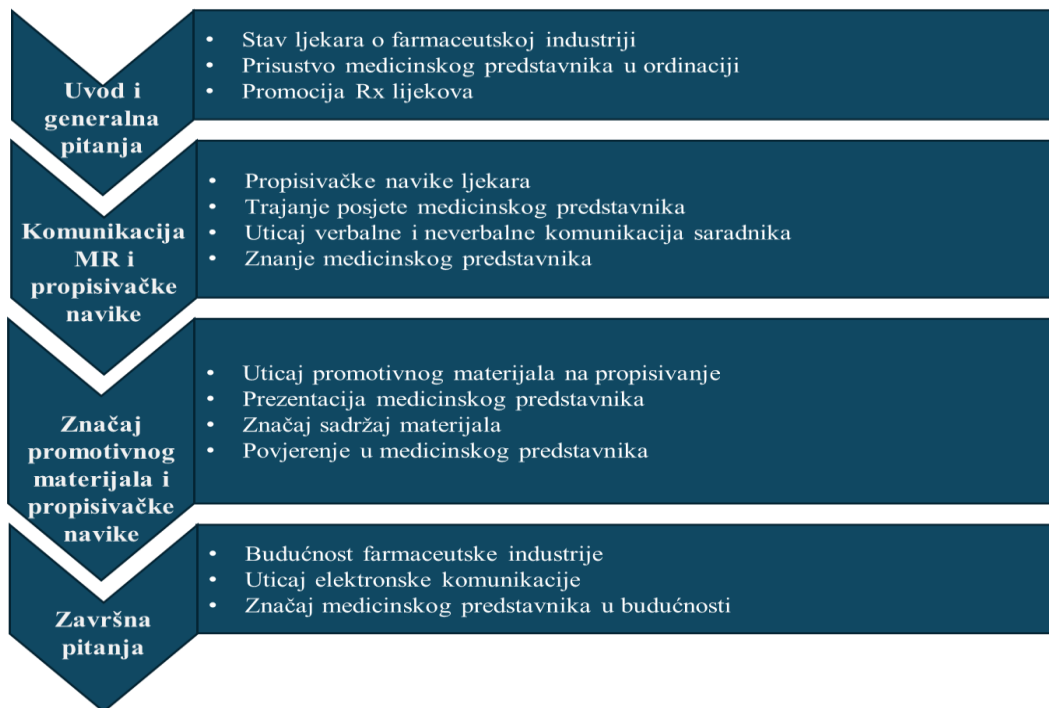 Uvod i
generalna
pitanja
• Stav ljekara o farmaceutskoj industriji
• Prisustvo medicinskog predstavnika u ordinaciji
• Promocija Rx lijekova
Komunikacija
MR i
propisivačke
navike
• Propisivačke navike ljekara
• Trajanje posjete medicinskog predstavnika
• Uticaj verbalne i neverbalne komunikacija saradnika
• Znanje medicinskog predstavnika
Značaj
promotivnog
materijala i
propisivačke
navike
• Uticaj promotivnog materijala na propisivanje
• Prezentacija medicinskog predstavnika
• Značaj sadržaj materijala
• Povjerenje u medicinskog predstavnika
Završna
pitanja
• Budućnost farmaceutske industrije
• Uticaj elektronske komunikacije
• Značaj medicinskog predstavnika u budućnosti